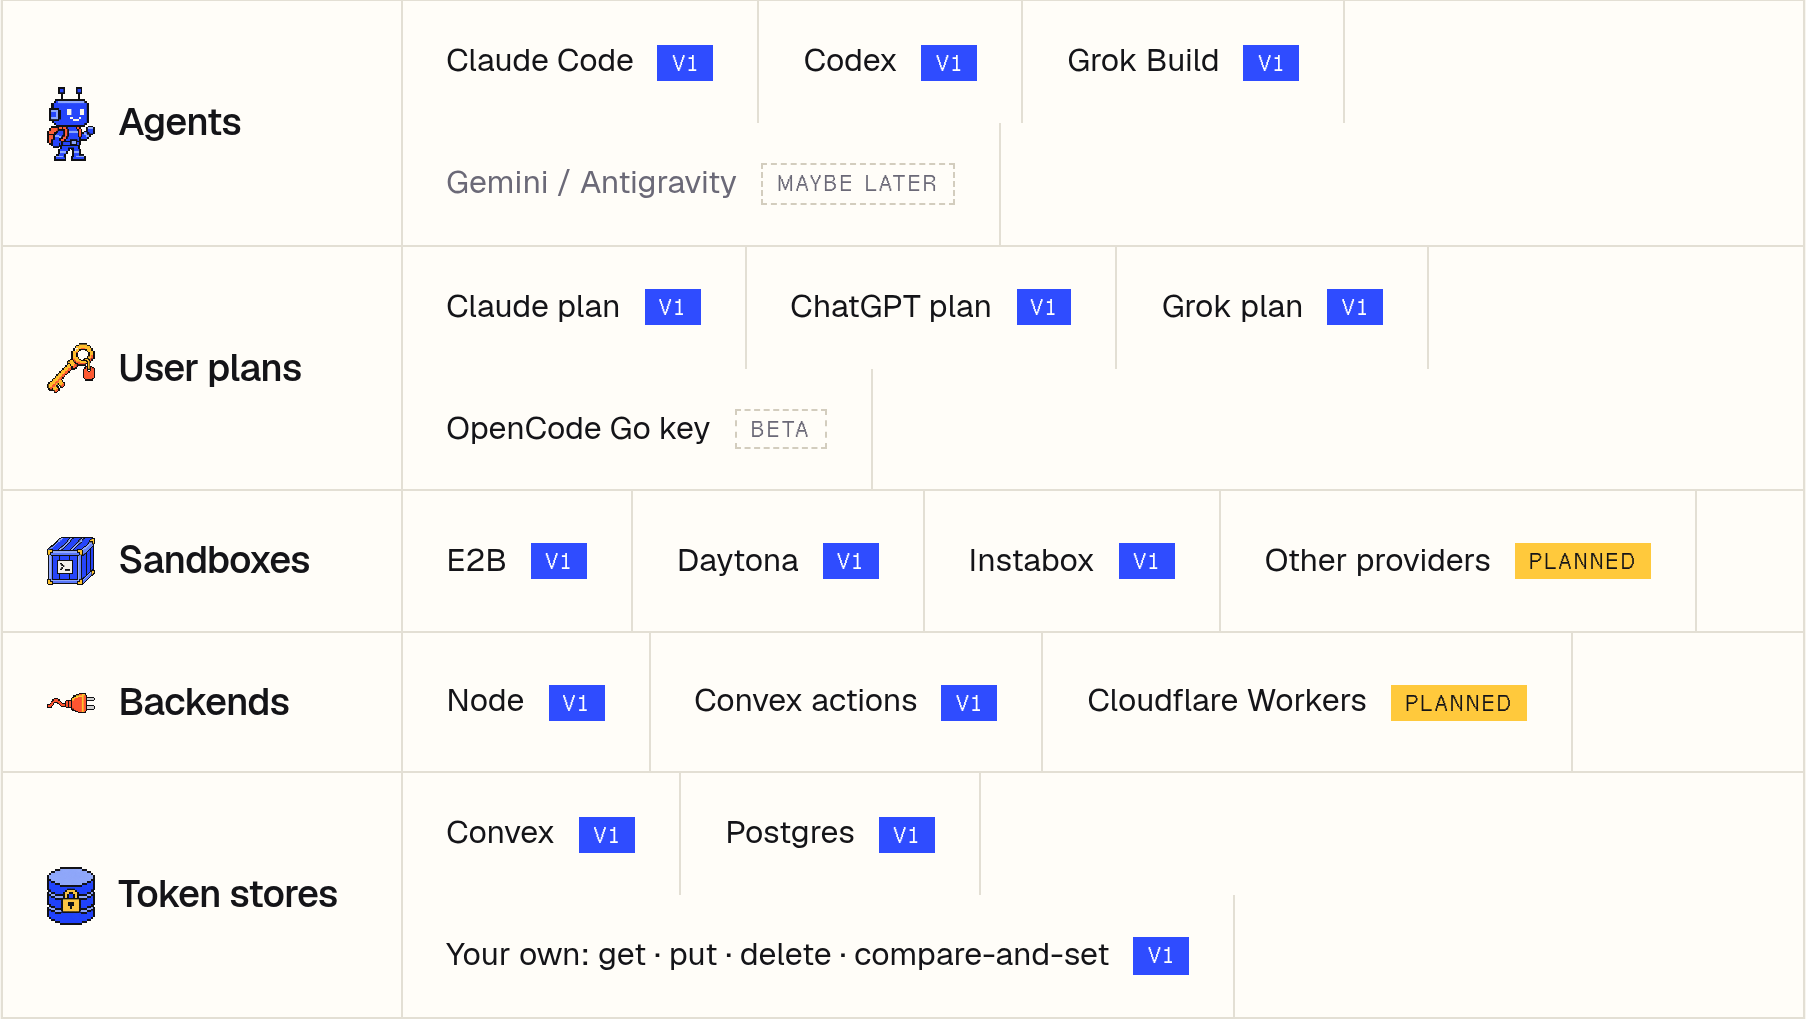 Agents
Claude Code V1 Codex V1 Grok Build V1
Gemini / Antigravity MAYBE LATER
User plans
Claude plan V1 ChatGPT plan V1 Grok plan V1
OpenCode Go key BETA
Sandboxes
E2B V1 Daytona V1 Instabox V1 Other providers PLANNED
Backends
Node V1 Convex actions V1 Cloudflare Workers PLANNED
Token stores
Convex V1 Postgres V1
Your own: get · put · delete · compare-and-set V1